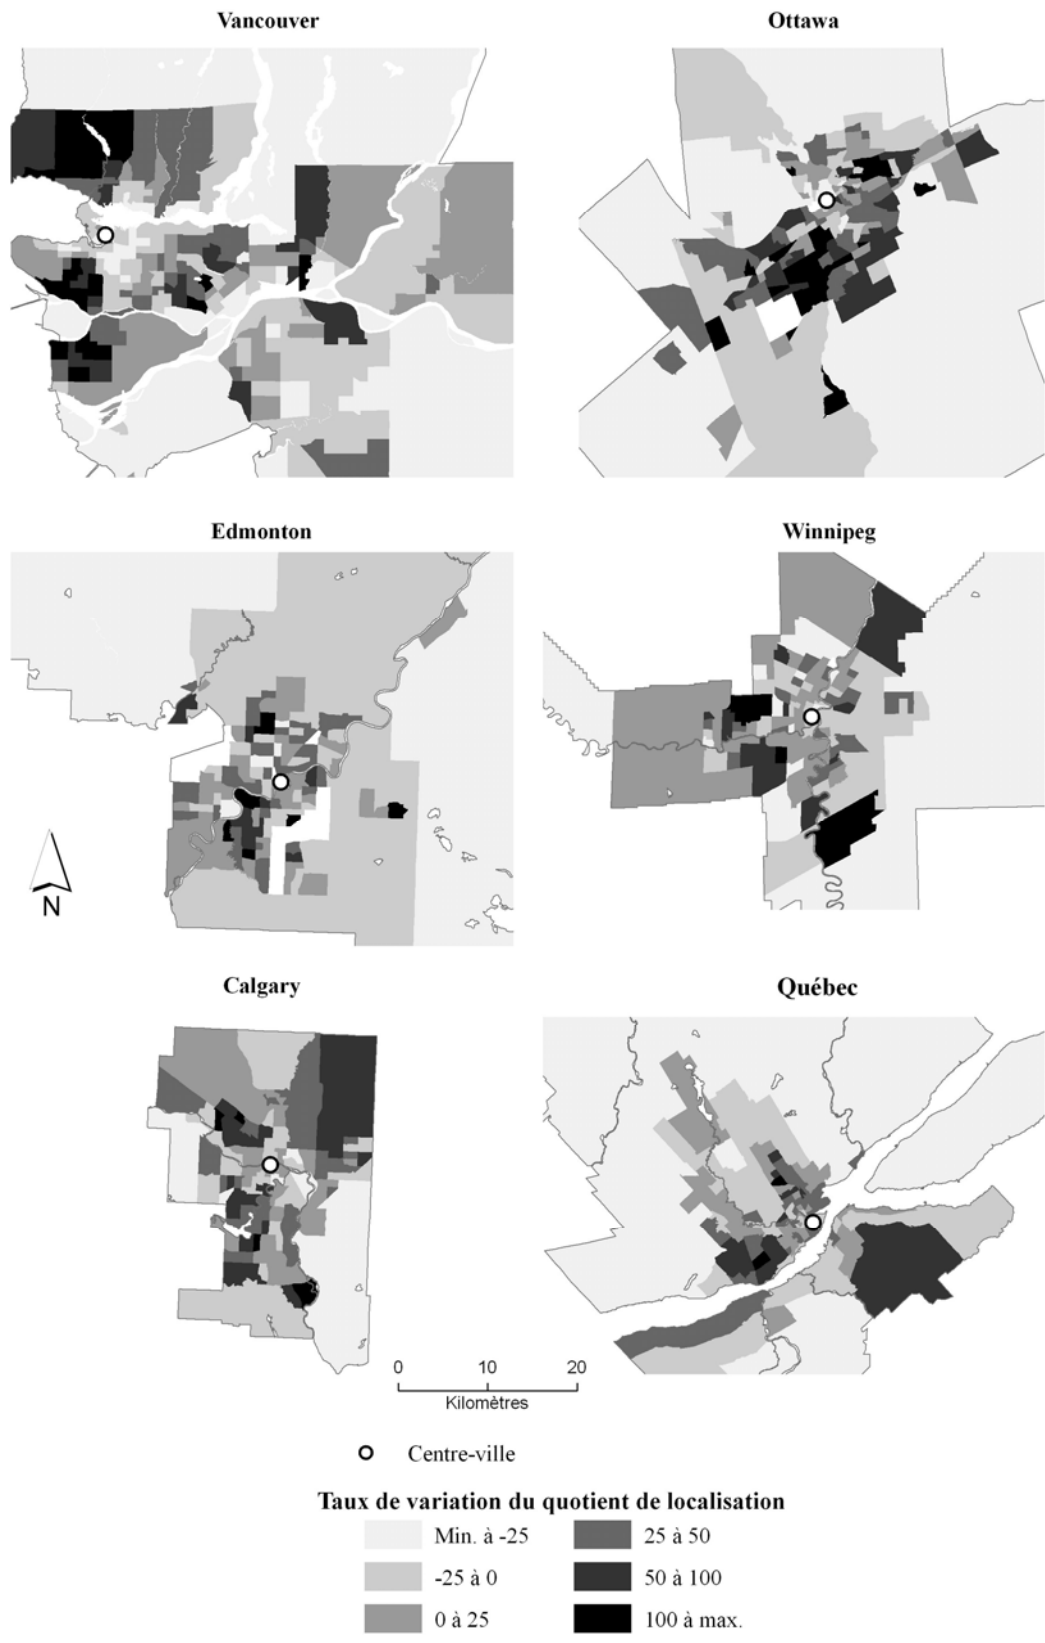 Vancouver
Ottawa
Edmonton
Winnipeg
N
Calgary
Québec
0 10 20
Kilomètres
Centre-ville
Taux de variation du quotient de localisation
Min. à -25
25 à 50
-25 à 0
50 à 100
0 à 25
100 à max.